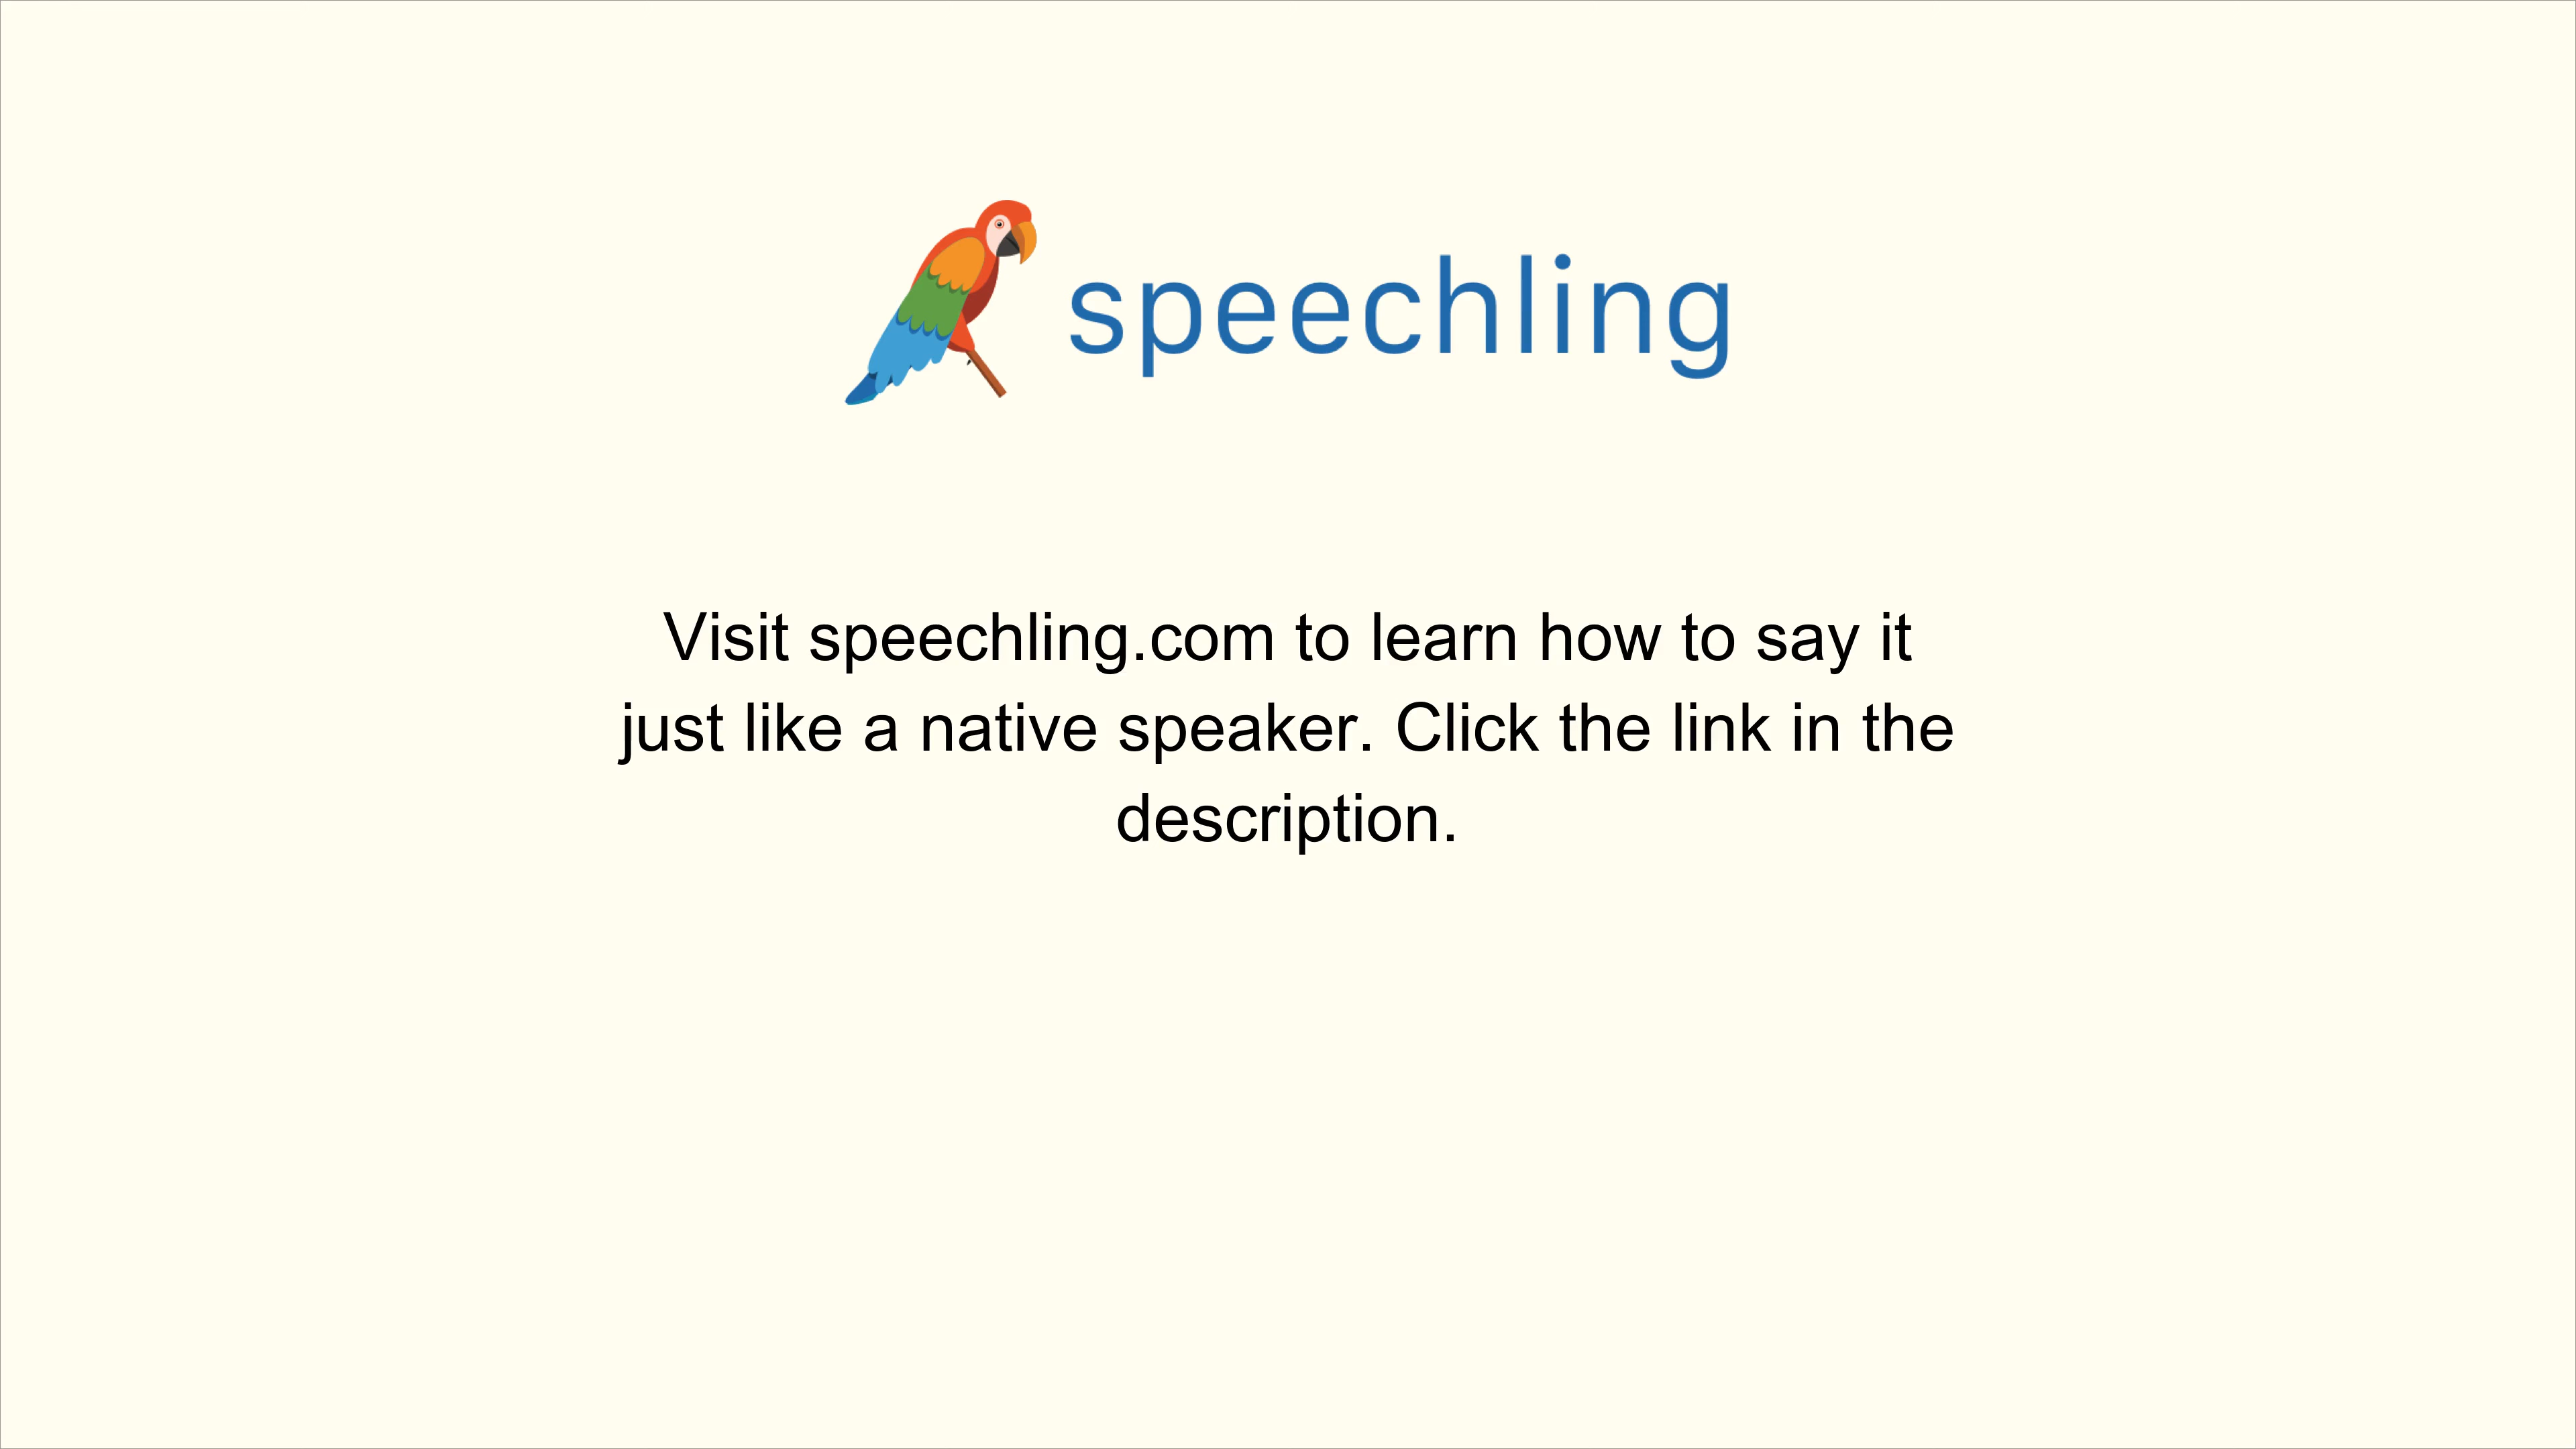 speechling
Visit speechling.com to learn how to say it
just like a native speaker. Click the link in the
description.